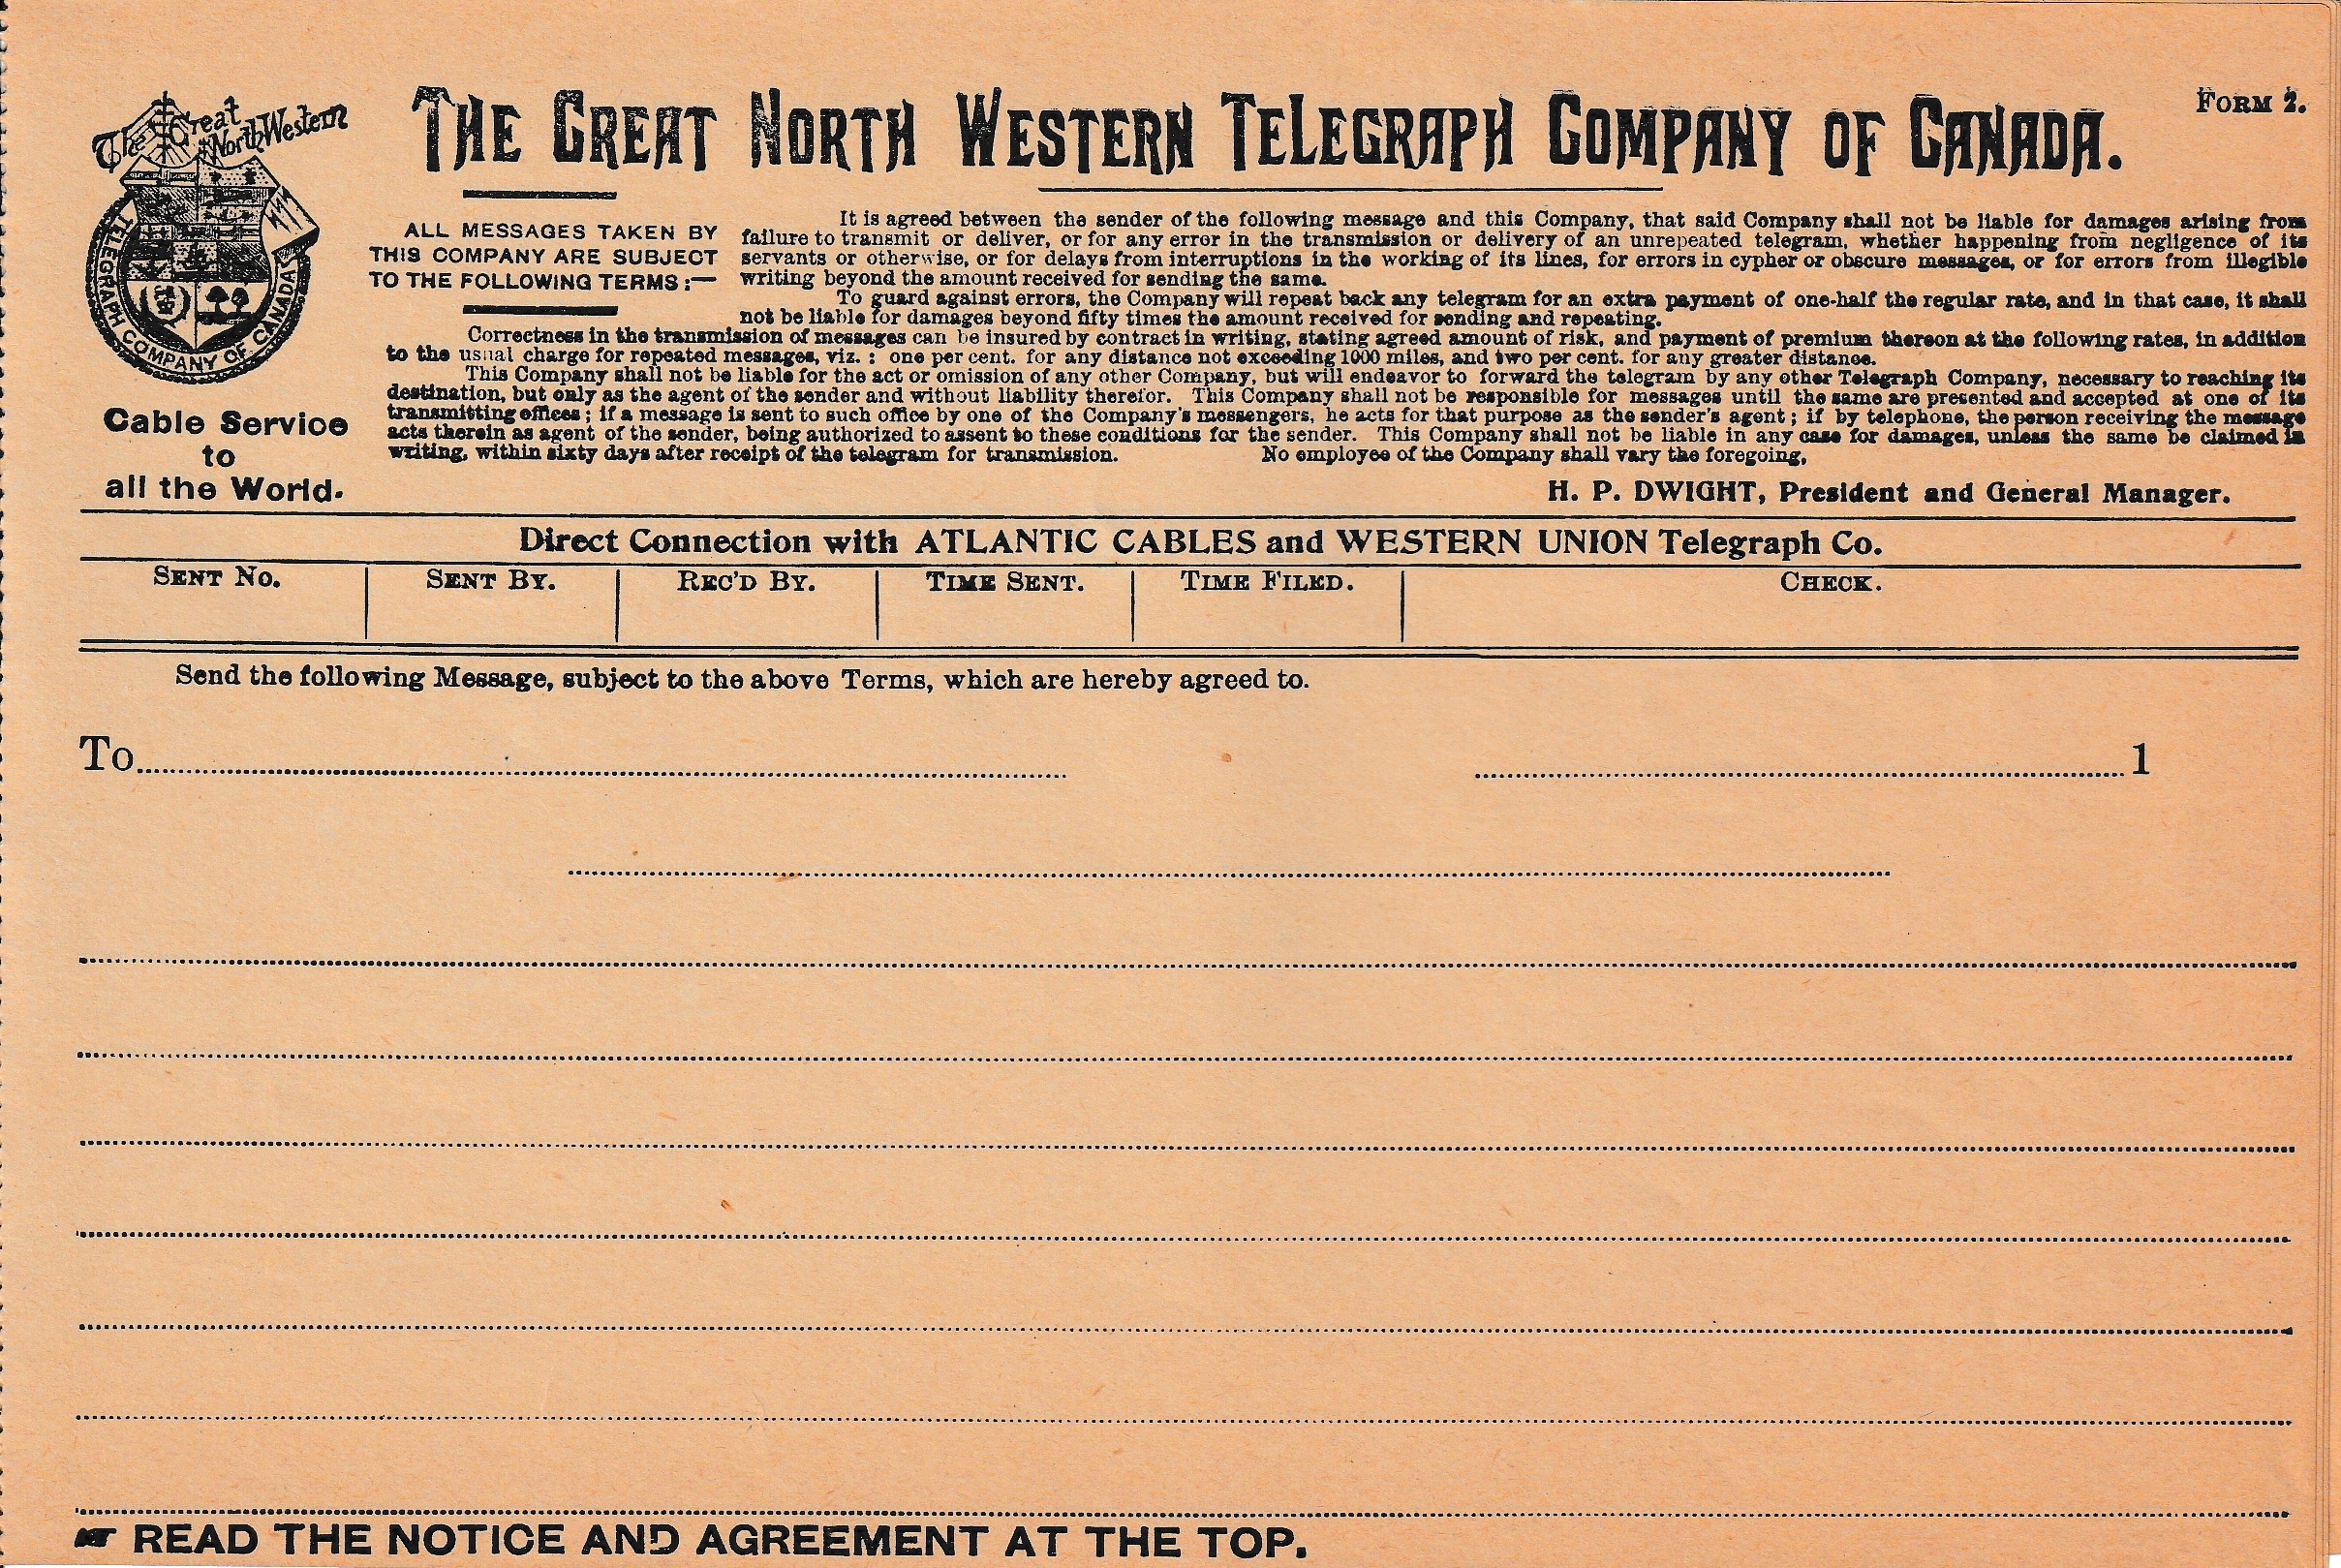 The Great North Western
TELEGRAPH COMPANY OF CANADA
Cable Service
to
all the World.
THE GREAT NORTH WESTERN TELEGRAPH COMPANY OF CANADA.
FORM 2.
ALL MESSAGES TAKEN BY
THIS COMPANY ARE SUBJECT
TO THE FOLLOWING TERMS:—
It is agreed between the sender of the following message and this Company, that said Company shall not be liable for damages arising from
failure to transmit or deliver, or for any error in the transmission or delivery of an unrepeated telegram, whether happening from negligence of its
servants or otherwise, or for delays from interruptions in the working of its lines, for errors in cypher or obscure messages, or for errors from illegible
writing beyond the amount received for sending the same.
To guard against errors, the Company will repeat back any telegram for an extra payment of one-half the regular rate, and in that case, it shall
not be liable for damages beyond fifty times the amount received for sending and repeating.
Correctness in the transmission of messages can be insured by contract in writing, stating agreed amount of risk, and payment of premium thereon at the following rates, in addition
to the usual charge for repeated messages, viz. : one per cent. for any distance not exceeding 1000 miles, and two per cent. for any greater distance.
This Company shall not be liable for the act or omission of any other Company, but will endeavor to forward the telegram by any other Telegraph Company, necessary to reaching its
destination, but only as the agent of the sender and without liability therefor. This Company shall not be responsible for messages until the same are presented and accepted at one of its
transmitting offices ; if a message is sent to such office by one of the Company's messengers, he acts for that purpose as the sender's agent ; if by telephone, the person receiving the message
acts therein as agent of the sender, being authorized to assent to these conditions for the sender. This Company shall not be liable in any case for damages, unless the same be claimed in
writing, within sixty days after receipt of the telegram for transmission. No employee of the Company shall vary the foregoing,
H. P. DWIGHT, President and General Manager.
Direct Connection with ATLANTIC CABLES and WESTERN UNION Telegraph Co.
SENT NO. SENT BY. REC'D BY. TIME SENT. TIME FILED. CHECK.
Send the following Message, subject to the above Terms, which are hereby agreed to.
To 1
READ THE NOTICE AND AGREEMENT AT THE TOP.